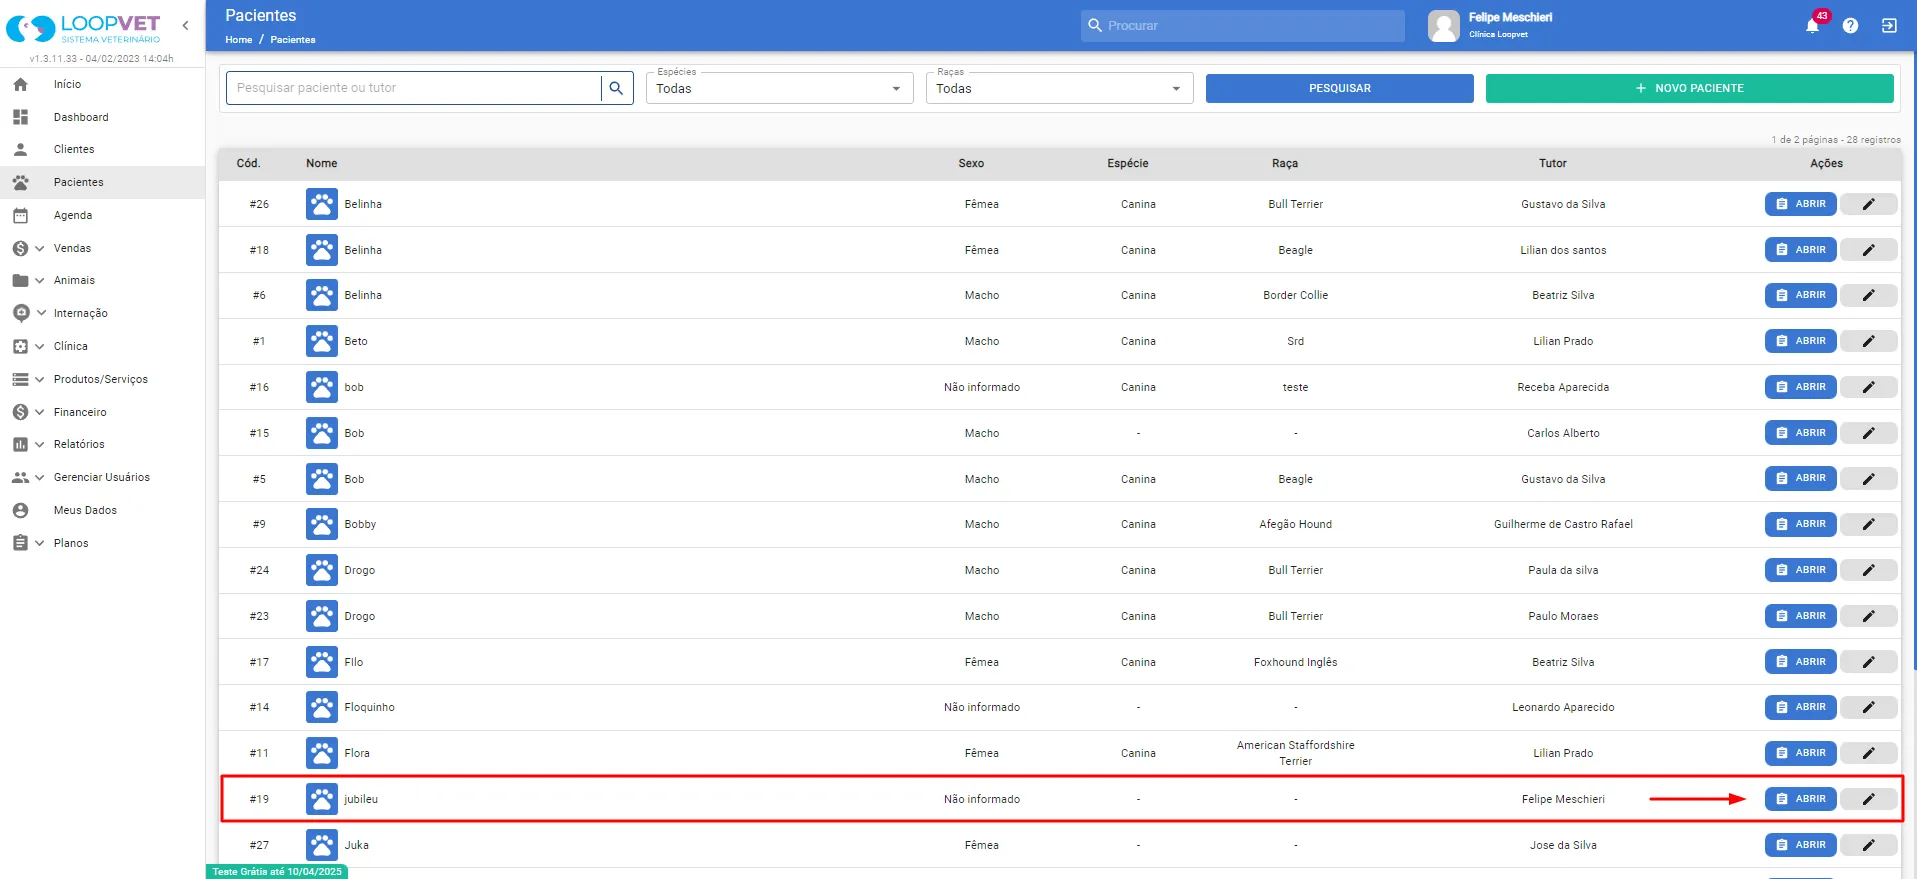 LOOPVET
SISTEMA VETERINÁRIO
v1.3.11.33 - 04/02/2023 14:04h
Início
Dashboard
Clientes
Pacientes
Agenda
Vendas
Animais
Internação
Clínica
Produtos/Serviços
Financeiro
Relatórios
Gerenciar Usuários
Meus Dados
Planos
Pacientes
Home / Pacientes
Procurar
Felipe Meschieri
Clínica Loopvet
43
Pesquisar paciente ou tutor
Espécies
Todas
Raças
Todas
PESQUISAR
+ NOVO PACIENTE
1 de 2 páginas - 28 registros
Cód. Nome Sexo Espécie Raça Tutor Ações
#26 Belinha Fêmea Canina Bull Terrier Gustavo da Silva ABRIR
#18 Belinha Fêmea Canina Beagle Lilian dos santos ABRIR
#6 Belinha Macho Canina Border Collie Beatriz Silva ABRIR
#1 Beto Macho Canina Srd Lilian Prado ABRIR
#16 bob Não informado Canina teste Receba Aparecida ABRIR
#15 Bob Macho - - Carlos Alberto ABRIR
#5 Bob Macho Canina Beagle Gustavo da Silva ABRIR
#9 Bobby Macho Canina Afegão Hound Guilherme de Castro Rafael ABRIR
#24 Drogo Macho Canina Bull Terrier Paula da silva ABRIR
#23 Drogo Macho Canina Bull Terrier Paulo Moraes ABRIR
#17 FIlo Fêmea Canina Foxhound Inglês Beatriz Silva ABRIR
#14 Floquinho Não informado - - Leonardo Aparecido ABRIR
#11 Flora Fêmea Canina American Staffordshire Terrier Lilian Prado ABRIR
#19 jubileu Não informado - - Felipe Meschieri ABRIR
#27 Juka Fêmea - - Jose da Silva ABRIR
Teste Grátis até 10/04/2025